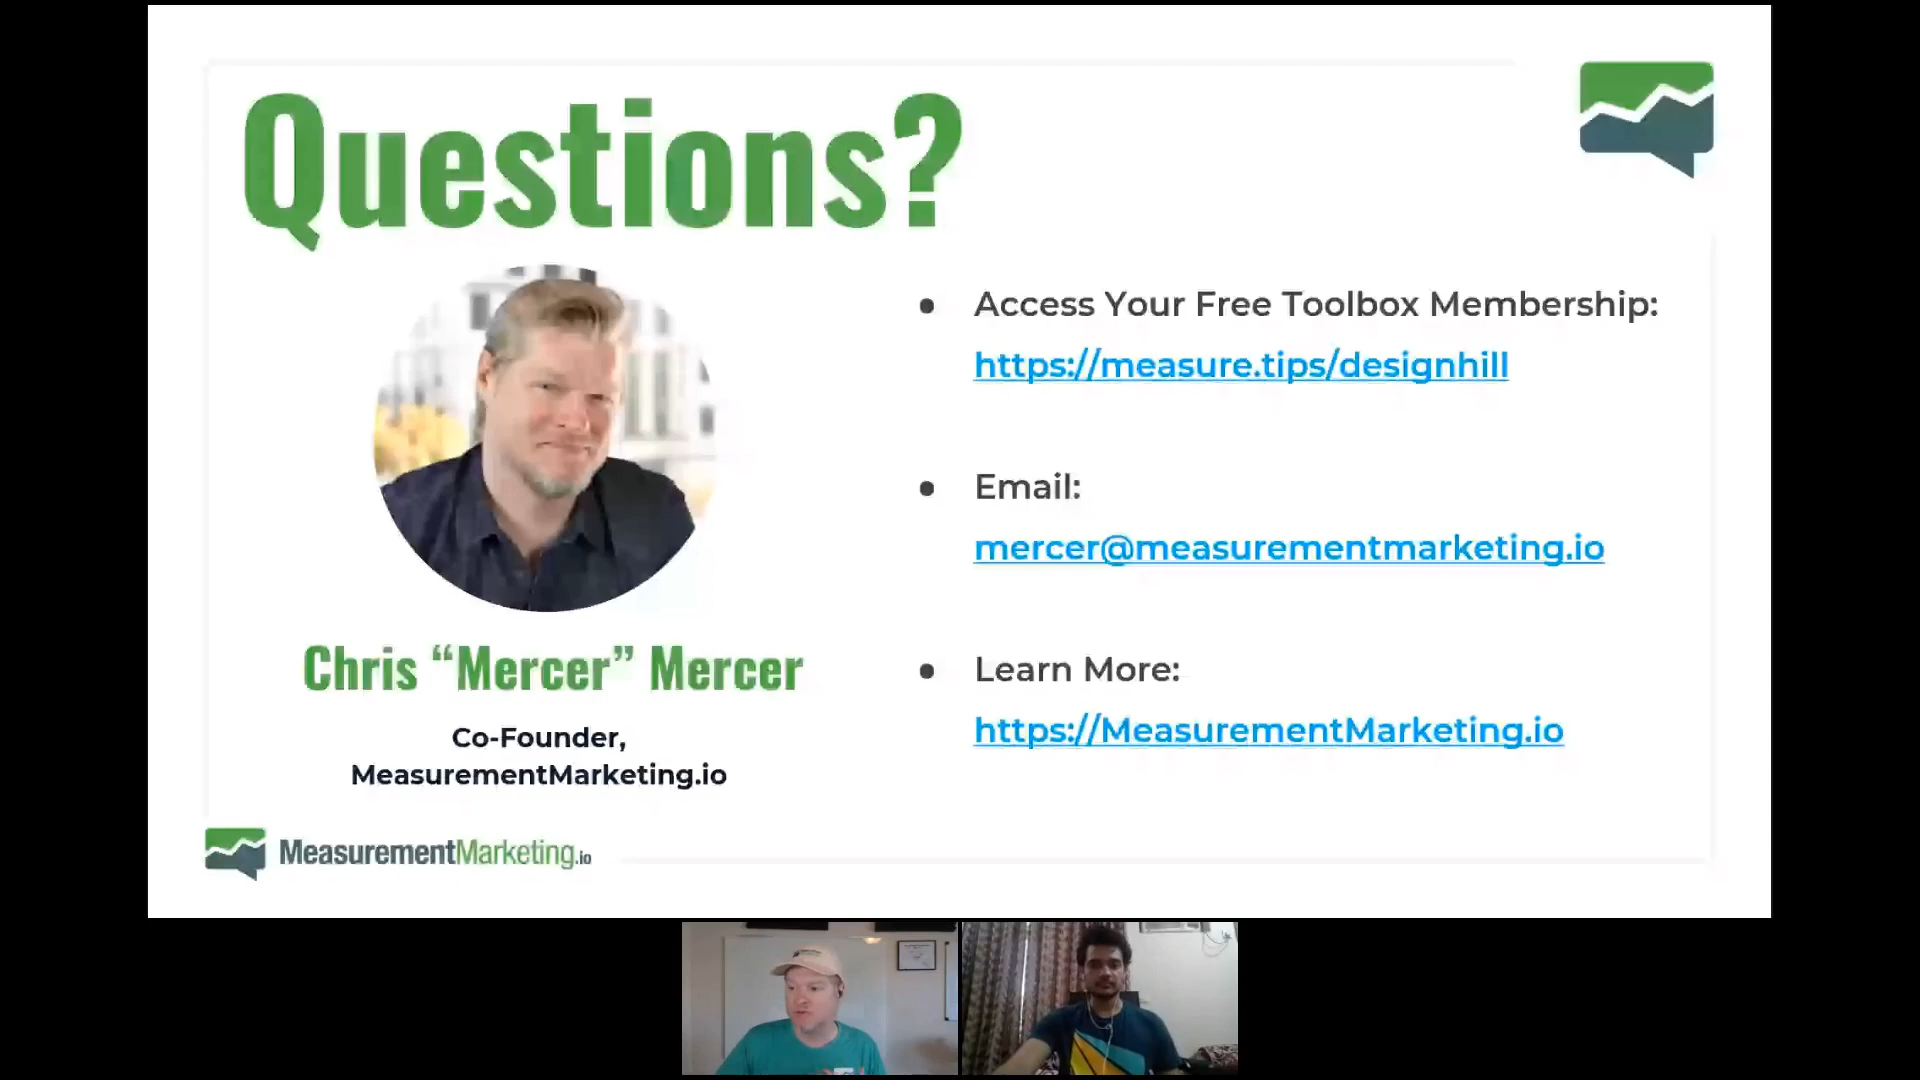 Questions?
Access Your Free Toolbox Membership:
https://measure.tips/designhill
Email:
mercer@measurementmarketing.io
Learn More:
https://MeasurementMarketing.io
Chris “Mercer” Mercer
Co-Founder,
MeasurementMarketing.io
MeasurementMarketing.io